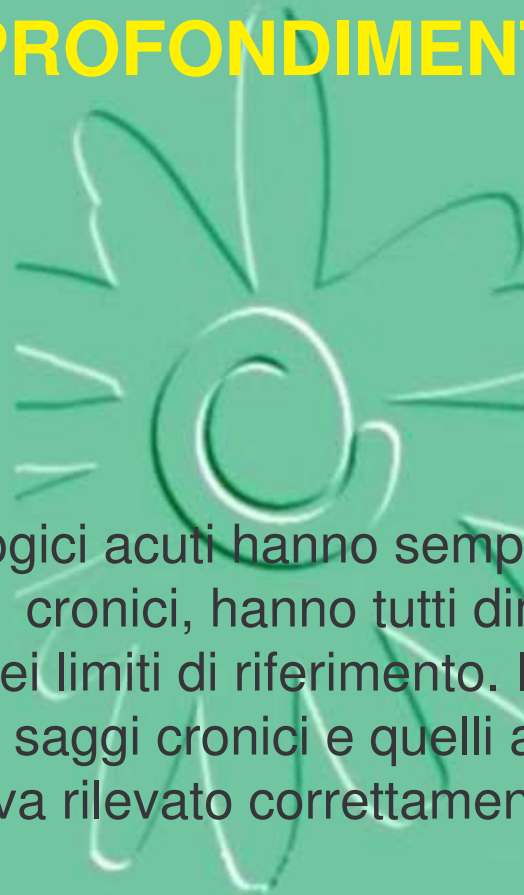 PROFONDIMENT
ogici acuti hanno semp
cronici, hanno tutti dir
ei limiti di riferimento.
saggi cronici e quelli a
va rilevato correttamen